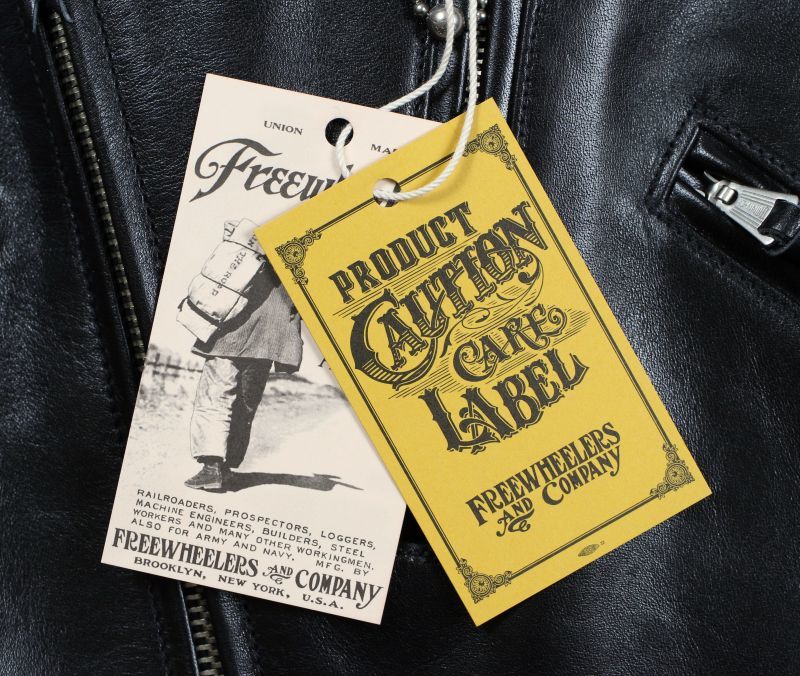 UNION MA
Freewh
RAILROADERS, PROSPECTORS, LOGGERS,
MACHINE ENGINEERS, BUILDERS, STEEL
WORKERS AND MANY OTHER WORKINGMEN.
ALSO FOR ARMY AND NAVY. MFG. BY
FREEWHEELERS AND COMPANY
BROOKLYN, NEW YORK, U.S.A.
PRODUCT
CAUTION
CARE
LABEL
FREEWHEELERS
AND COMPANY